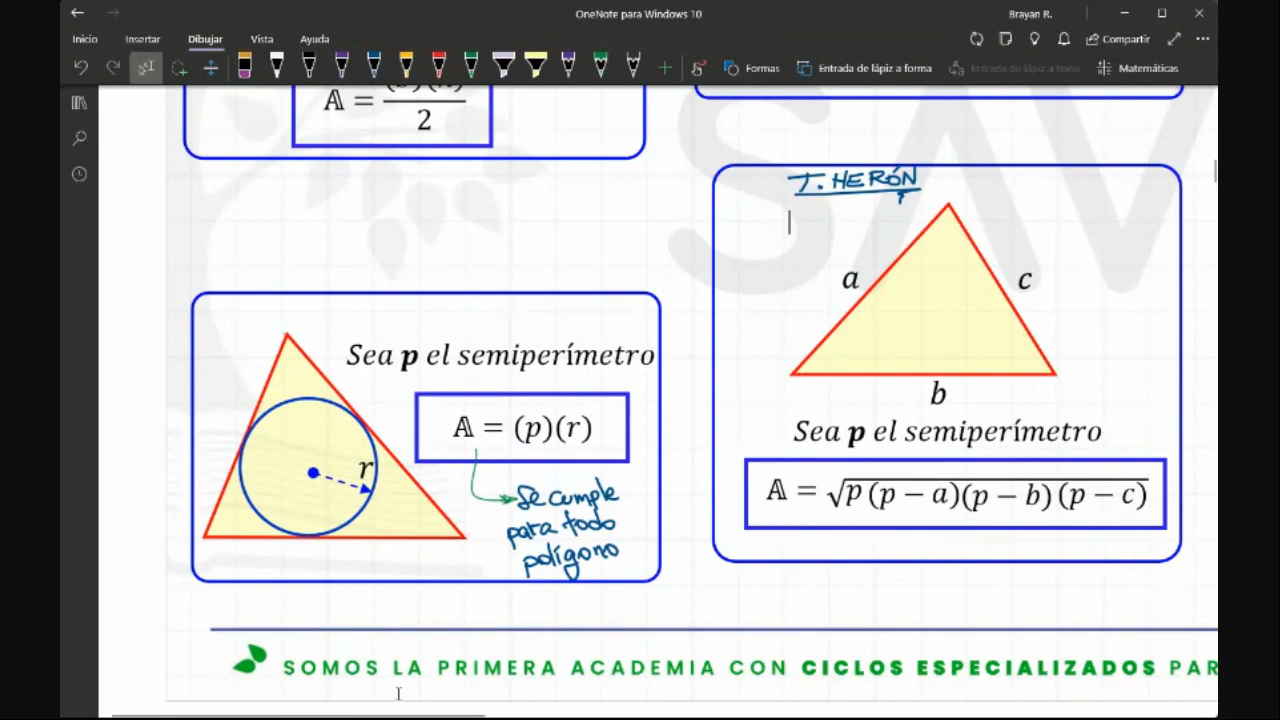 OneNote para Windows 10
Brayan R.
Inicio
Insertar
Dibujar
Vista
Ayuda
Compartir
Formas
Entrada de lápiz a forma
Entrada de lápiz a texto
Matemáticas
𝔸 = (b)(h)/2
SAV
T. HERÓN
a
c
b
Sea p el semiperímetro
𝔸 = √p(p − a)(p − b)(p − c)
Sea p el semiperímetro
𝔸 = (p)(r)
r
Se cumple
para todo
polígono
SOMOS LA PRIMERA ACADEMIA CON CICLOS ESPECIALIZADOS PAR